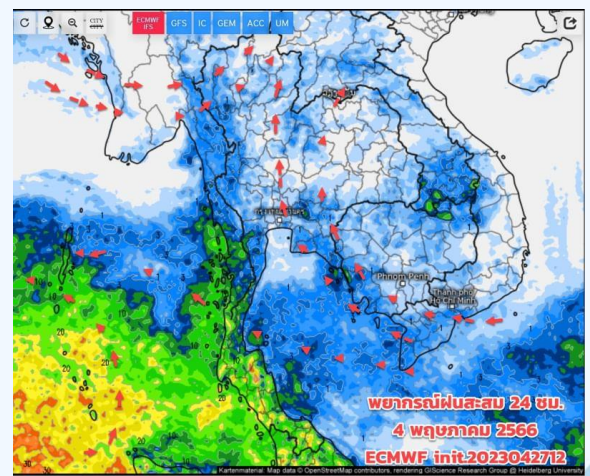 CITY
CITY
ECMWF
IFS
GFS
IC
GEM
ACC
UM
Phnom Penh
Thành phố
Hồ Chí Minh
พยากรณ์ฝนสะสม 24 ชม.
4 พฤษภาคม 2566
ECMWF init.2023042712
Kartenmaterial: Map data © OpenStreetMap contributors, rendering GIScience Research Group @ Heidelberg University